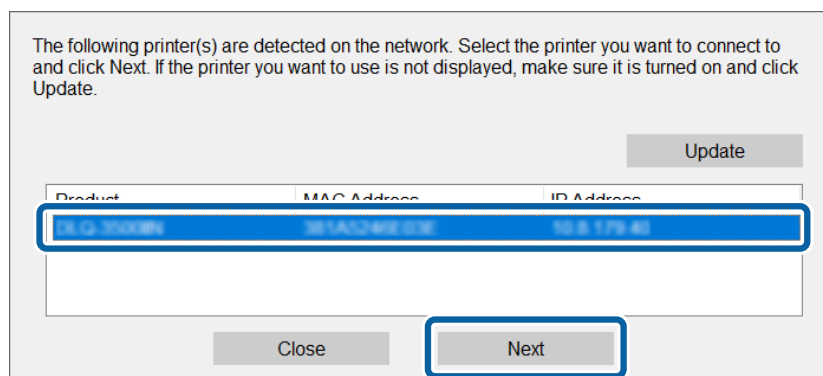 The following printer(s) are detected on the network. Select the printer you want to connect to
and click Next. If the printer you want to use is not displayed, make sure it is turned on and click
Update.
Update
Product MAC Address IP Address
Close Next